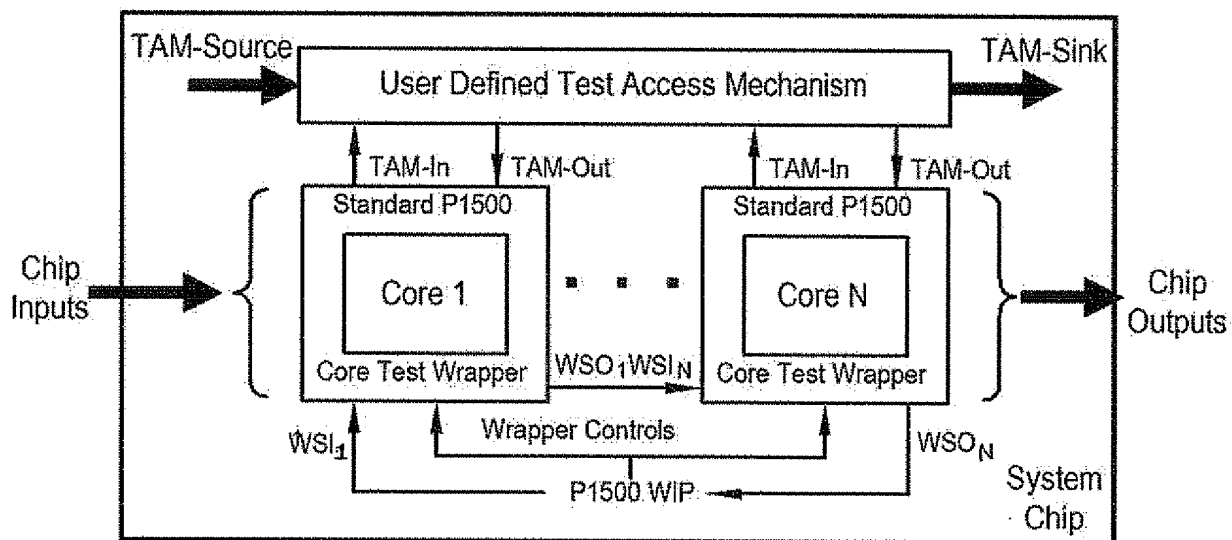 TAM-Source
TAM-Sink
User Defined Test Access Mechanism
TAM-In
TAM-Out
TAM-In
TAM-Out
Standard P1500
Standard P1500
Chip
Inputs
Core 1
Core N
Chip
Outputs
Core Test Wrapper
WSO1WSIN
Core Test Wrapper
WSI1
Wrapper Controls
WSON
P1500 WIP
System
Chip